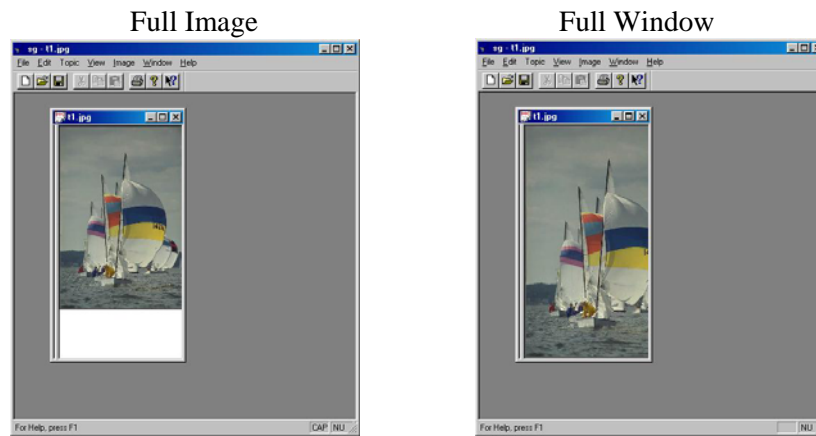 Full Image
Full Window
sg - t1.jpg
File Edit Topic View Image Window Help
t1.jpg
For Help, press F1
CAP NU
sg - t1.jpg
File Edit Topic View Image Window Help
t1.jpg
For Help, press F1
NU